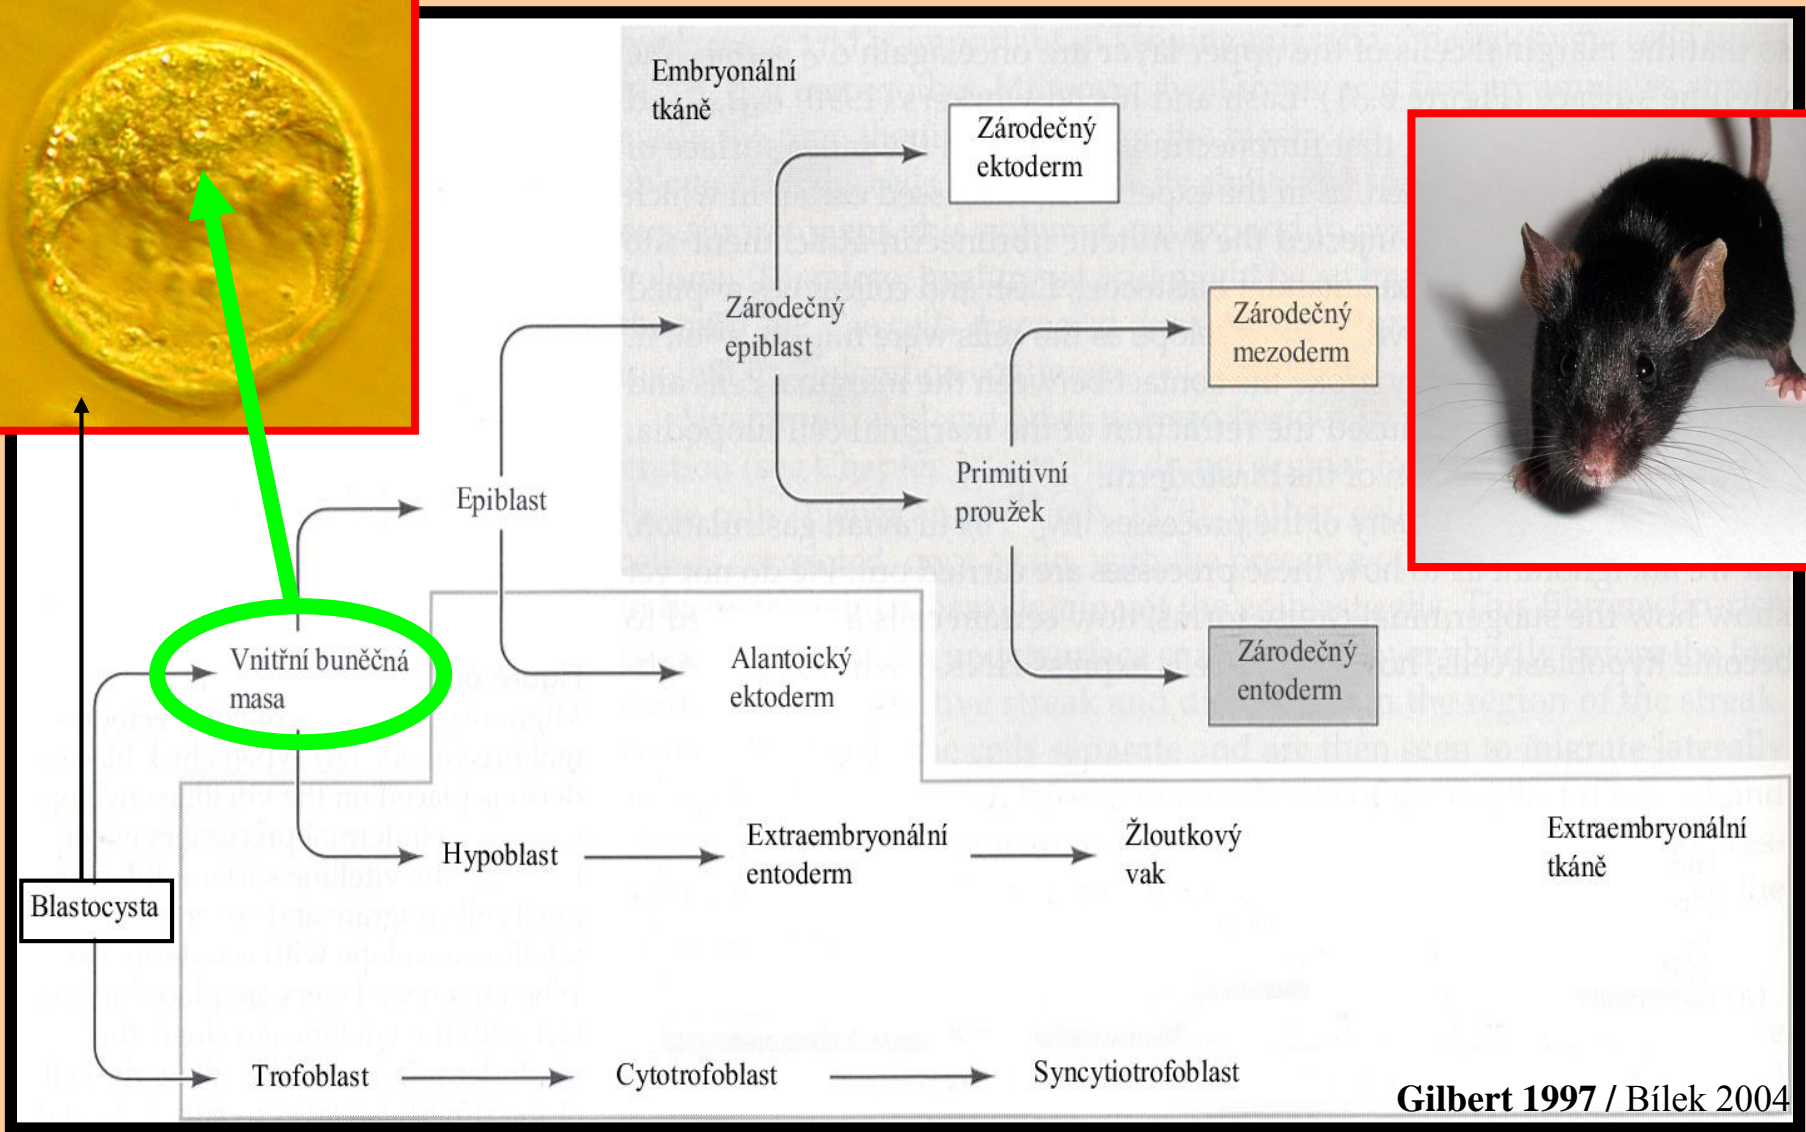 Embryonální
tkáně
Zárodečný
ektoderm
Zárodečný
epiblast
Zárodečný
mezoderm
Epiblast
Primitivní
proužek
Vnitřní buněčná
masa
Alantoický
ektoderm
Zárodečný
entoderm
Blastocysta
Hypoblast
Extraembryonální
entoderm
Žloutkový
vak
Extraembryonální
tkáně
Trofoblast
Cytotrofoblast
Syncytiotrofoblast
Gilbert 1997 / Bílek 2004